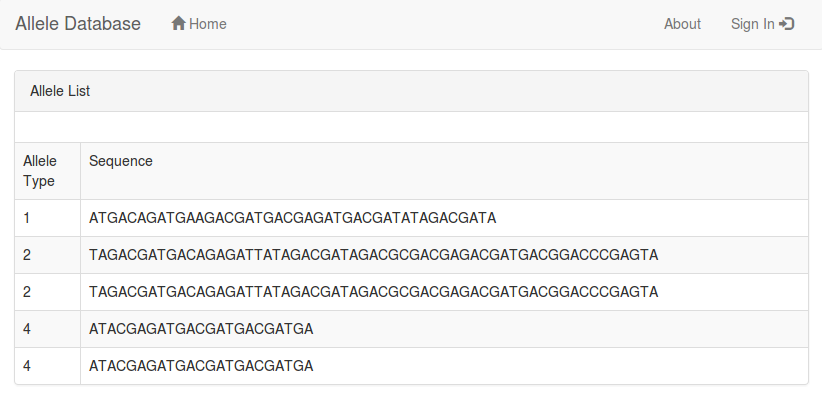 Allele Database Home About Sign In
Allele List
Allele Type Sequence
1 ATGACAGATGAAGACGATGACGAGATGACGATATAGACGATA
2 TAGACGATGACAGAGATTATAGACGATAGACGCGACGAGACGATGACGGACCCGAGTA
2 TAGACGATGACAGAGATTATAGACGATAGACGCGACGAGACGATGACGGACCCGAGTA
4 ATACGAGATGACGATGACGATGA
4 ATACGAGATGACGATGACGATGA